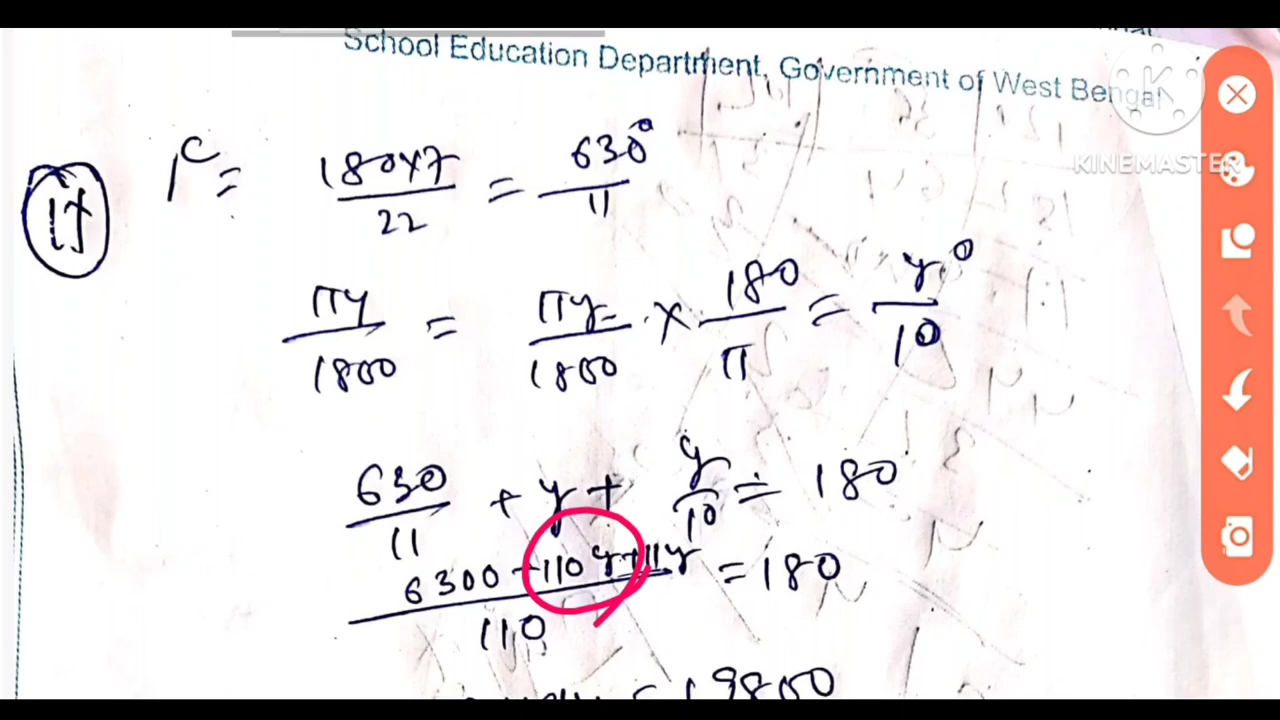 School Education Department, Government of West Bengal
KINEMASTER
17 1ᶜ = 180×7/22 = 630°/11
πy/1800 = πy/1800 × 180/π = y°/10
630/11 + y + y/10 = 180
6300+110y+11y/110 = 180
= 19800